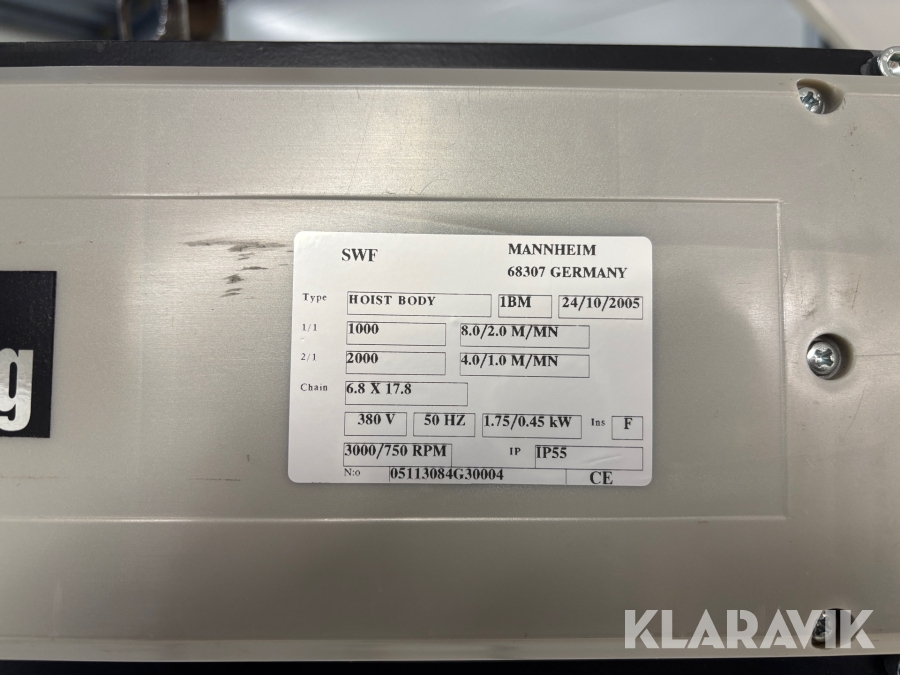 SWF
MANNHEIM
68307 GERMANY
Type HOIST BODY 1BM 24/10/2005
1/1 1000 8.0/2.0 M/MN
2/1 2000 4.0/1.0 M/MN
Chain 6.8 X 17.8
380 V 50 HZ 1.75/0.45 kW Ins F
3000/750 RPM IP IP55
N:o 05113084G30004 CE
g
KLARAVIK